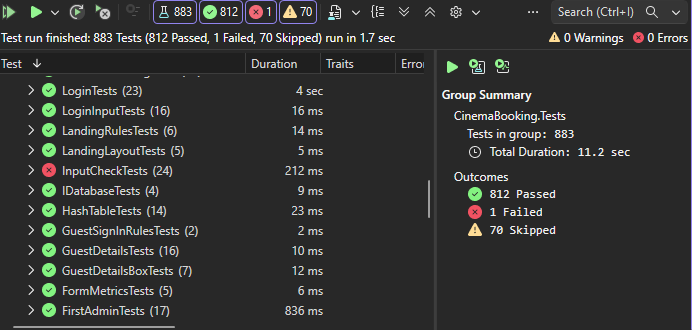 883 812 1 70 Search (Ctrl+I)
Test run finished: 883 Tests (812 Passed, 1 Failed, 70 Skipped) run in 1.7 sec 0 Warnings 0 Errors
Test Duration Traits Erro
LoginTests (23) 4 sec
LoginInputTests (16) 16 ms
LandingRulesTests (6) 14 ms
LandingLayoutTests (5) 5 ms
InputCheckTests (24) 212 ms
IDatabaseTests (4) 9 ms
HashTableTests (14) 23 ms
GuestSignInRulesTests (2) 2 ms
GuestDetailsTests (16) 10 ms
GuestDetailsBoxTests (7) 12 ms
FormMetricsTests (5) 6 ms
FirstAdminTests (17) 836 ms
Group Summary
CinemaBooking.Tests
Tests in group: 883
Total Duration: 11.2 sec
Outcomes
812 Passed
1 Failed
70 Skipped